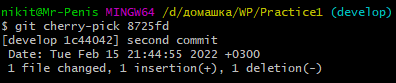 nikit@Mr-Penis MINGW64 /d/домашка/WP/Practice1 (develop)
$ git cherry-pick 8725fd
[develop 1c44042] second commit
 Date: Tue Feb 15 21:44:55 2022 +0300
 1 file changed, 1 insertion(+), 1 deletion(-)